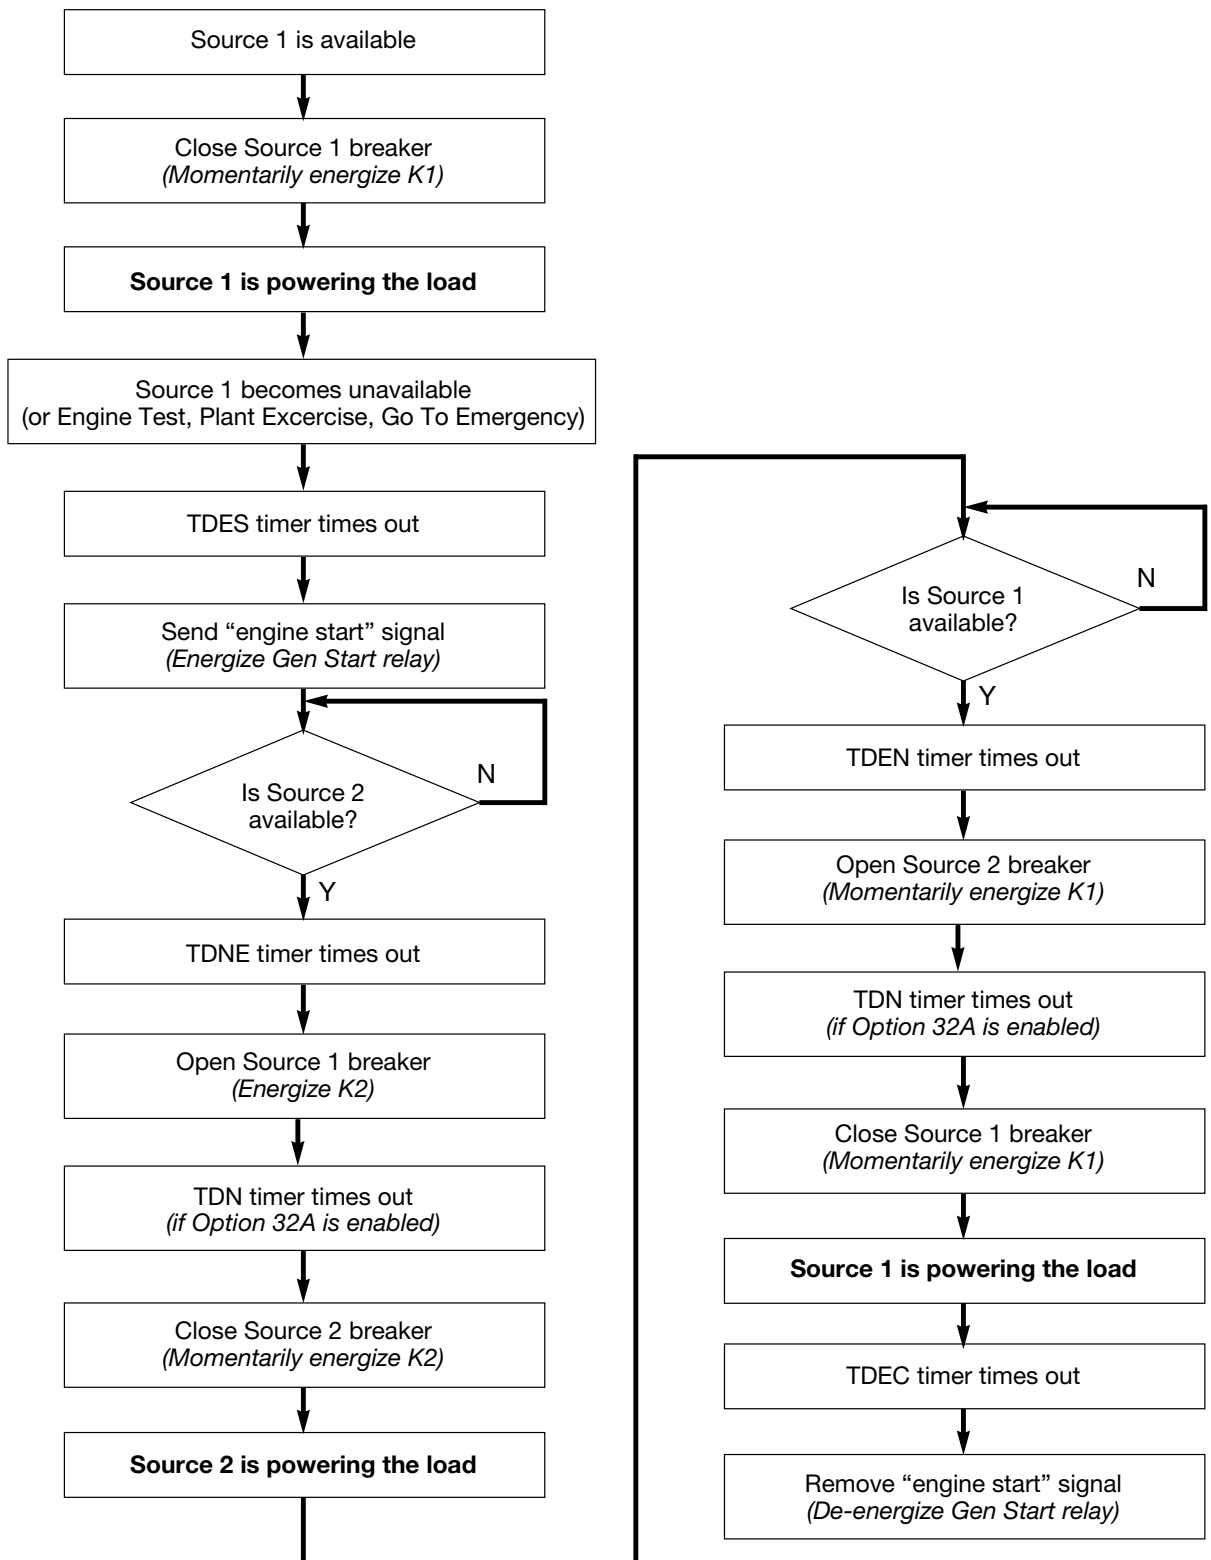 Source 1 is available
Close Source 1 breaker
(Momentarily energize K1)
Source 1 is powering the load
Source 1 becomes unavailable
(or Engine Test, Plant Excercise, Go To Emergency)
TDES timer times out
Send “engine start” signal
(Energize Gen Start relay)
Is Source 2
available?
N
Y
TDNE timer times out
Open Source 1 breaker
(Energize K2)
TDN timer times out
(if Option 32A is enabled)
Close Source 2 breaker
(Momentarily energize K2)
Source 2 is powering the load
Is Source 1
available?
N
Y
TDEN timer times out
Open Source 2 breaker
(Momentarily energize K1)
TDN timer times out
(if Option 32A is enabled)
Close Source 1 breaker
(Momentarily energize K1)
Source 1 is powering the load
TDEC timer times out
Remove “engine start” signal
(De-energize Gen Start relay)